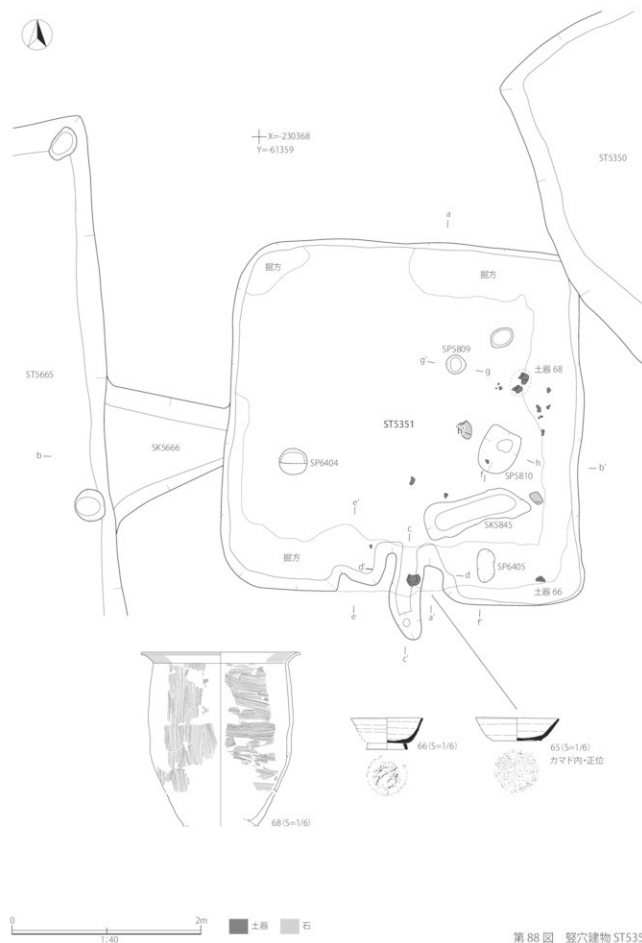 X=-230368
Y=-61359
ST5350
a
掘方
掘方
SP5809
g'
g
土器 68
ST5665
ST5351
h'
SK5666
b
h
b'
SP6404
f
SP5810
SK5845
e'
c
掘方
d'
d
SP6405
土器 66
e
a'
f'
c'
66 (S=1/6)
65 (S=1/6)
カマド内・正位
68 (S=1/6)
0
2m
1:40
土器
石
第 88 図 竪穴建物 ST535